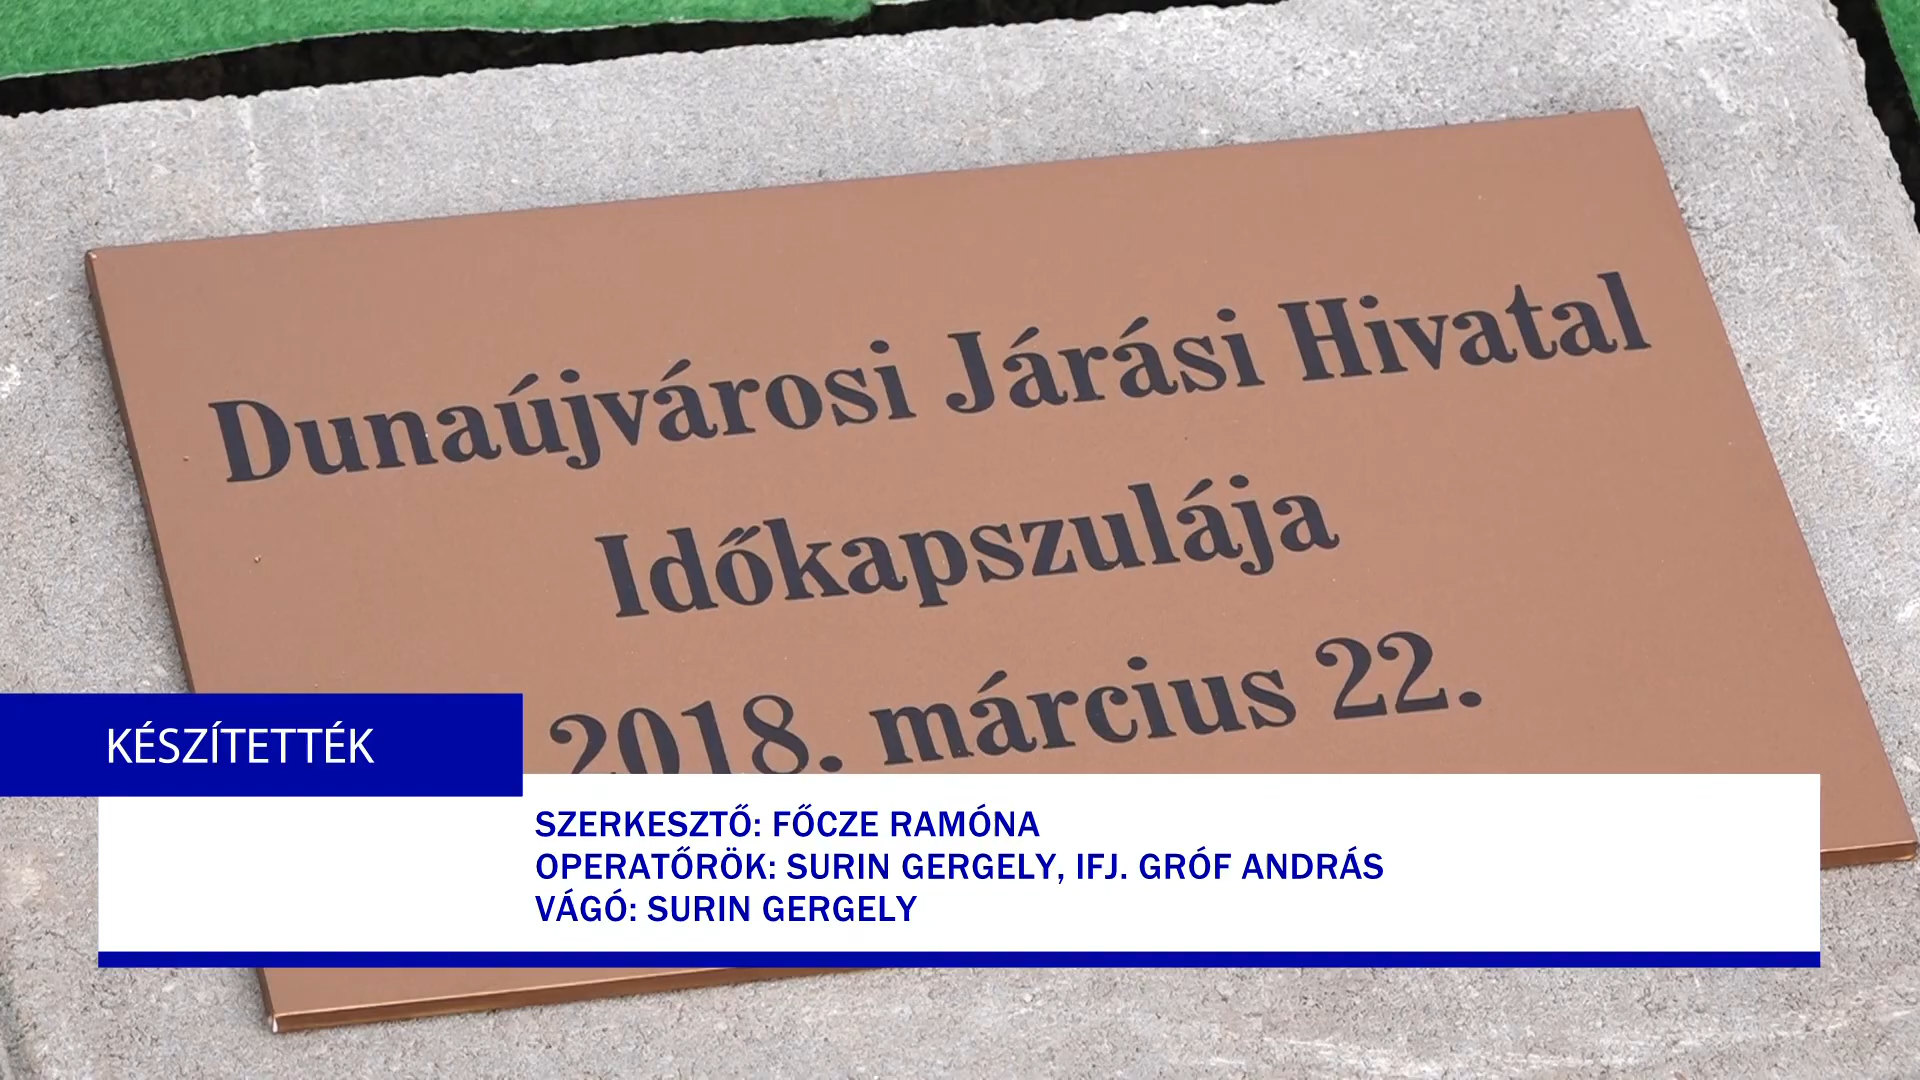 Dunaújvárosi Járási Hivatal
Időkapszulája
2018. március 22.
KÉSZÍTETTÉK
SZERKESZTŐ: FŐCZE RAMÓNA
OPERATŐRÖK: SURIN GERGELY, IFJ. GRÓF ANDRÁS
VÁGÓ: SURIN GERGELY